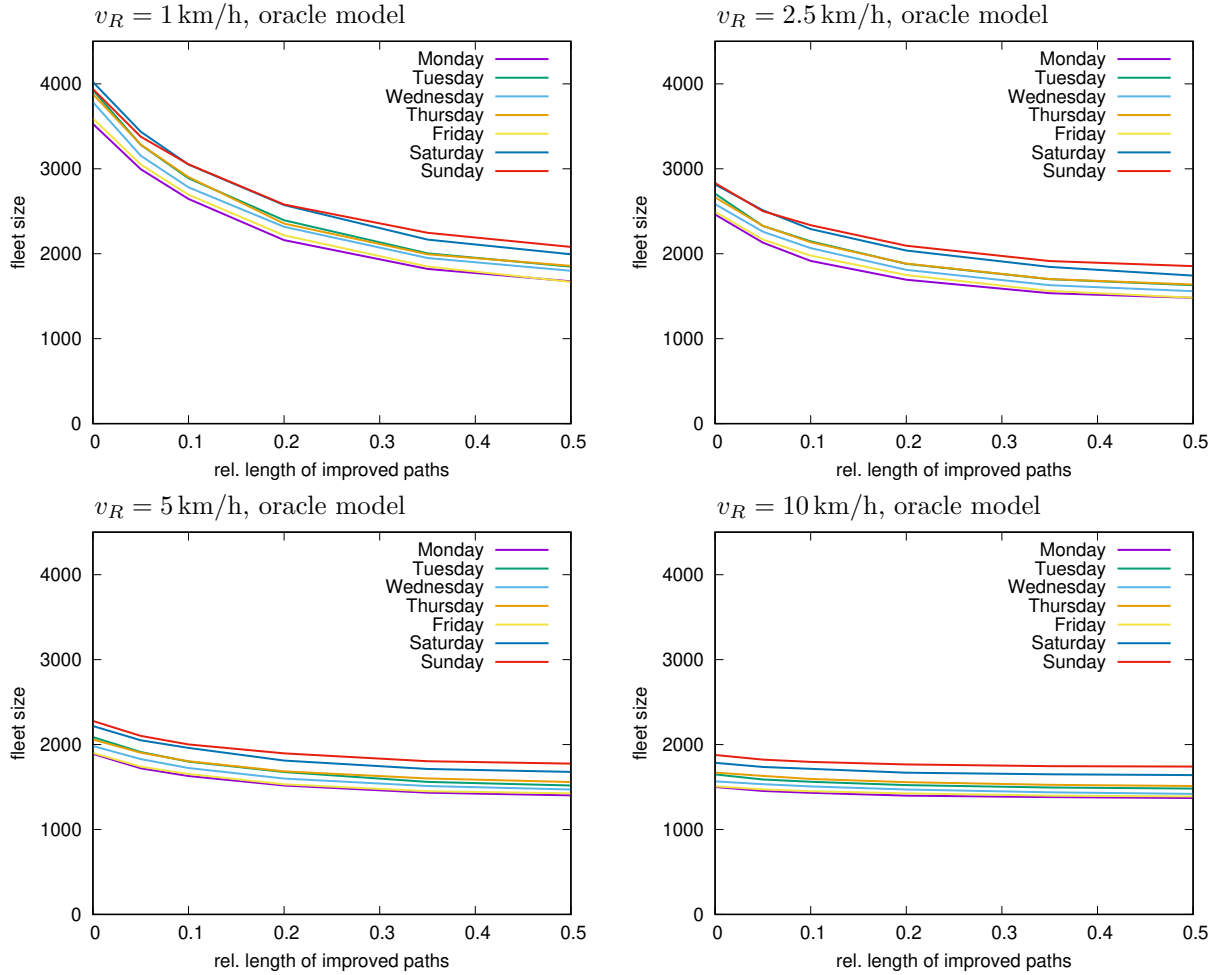 v_R = 1 km/h, oracle model
4000
3000
2000
1000
0
fleet size
Monday
Tuesday
Wednesday
Thursday
Friday
Saturday
Sunday
0 0.1 0.2 0.3 0.4 0.5
rel. length of improved paths
v_R = 2.5 km/h, oracle model
4000
3000
2000
1000
0
fleet size
Monday
Tuesday
Wednesday
Thursday
Friday
Saturday
Sunday
0 0.1 0.2 0.3 0.4 0.5
rel. length of improved paths
v_R = 5 km/h, oracle model
4000
3000
2000
1000
0
fleet size
Monday
Tuesday
Wednesday
Thursday
Friday
Saturday
Sunday
0 0.1 0.2 0.3 0.4 0.5
rel. length of improved paths
v_R = 10 km/h, oracle model
4000
3000
2000
1000
0
fleet size
Monday
Tuesday
Wednesday
Thursday
Friday
Saturday
Sunday
0 0.1 0.2 0.3 0.4 0.5
rel. length of improved paths